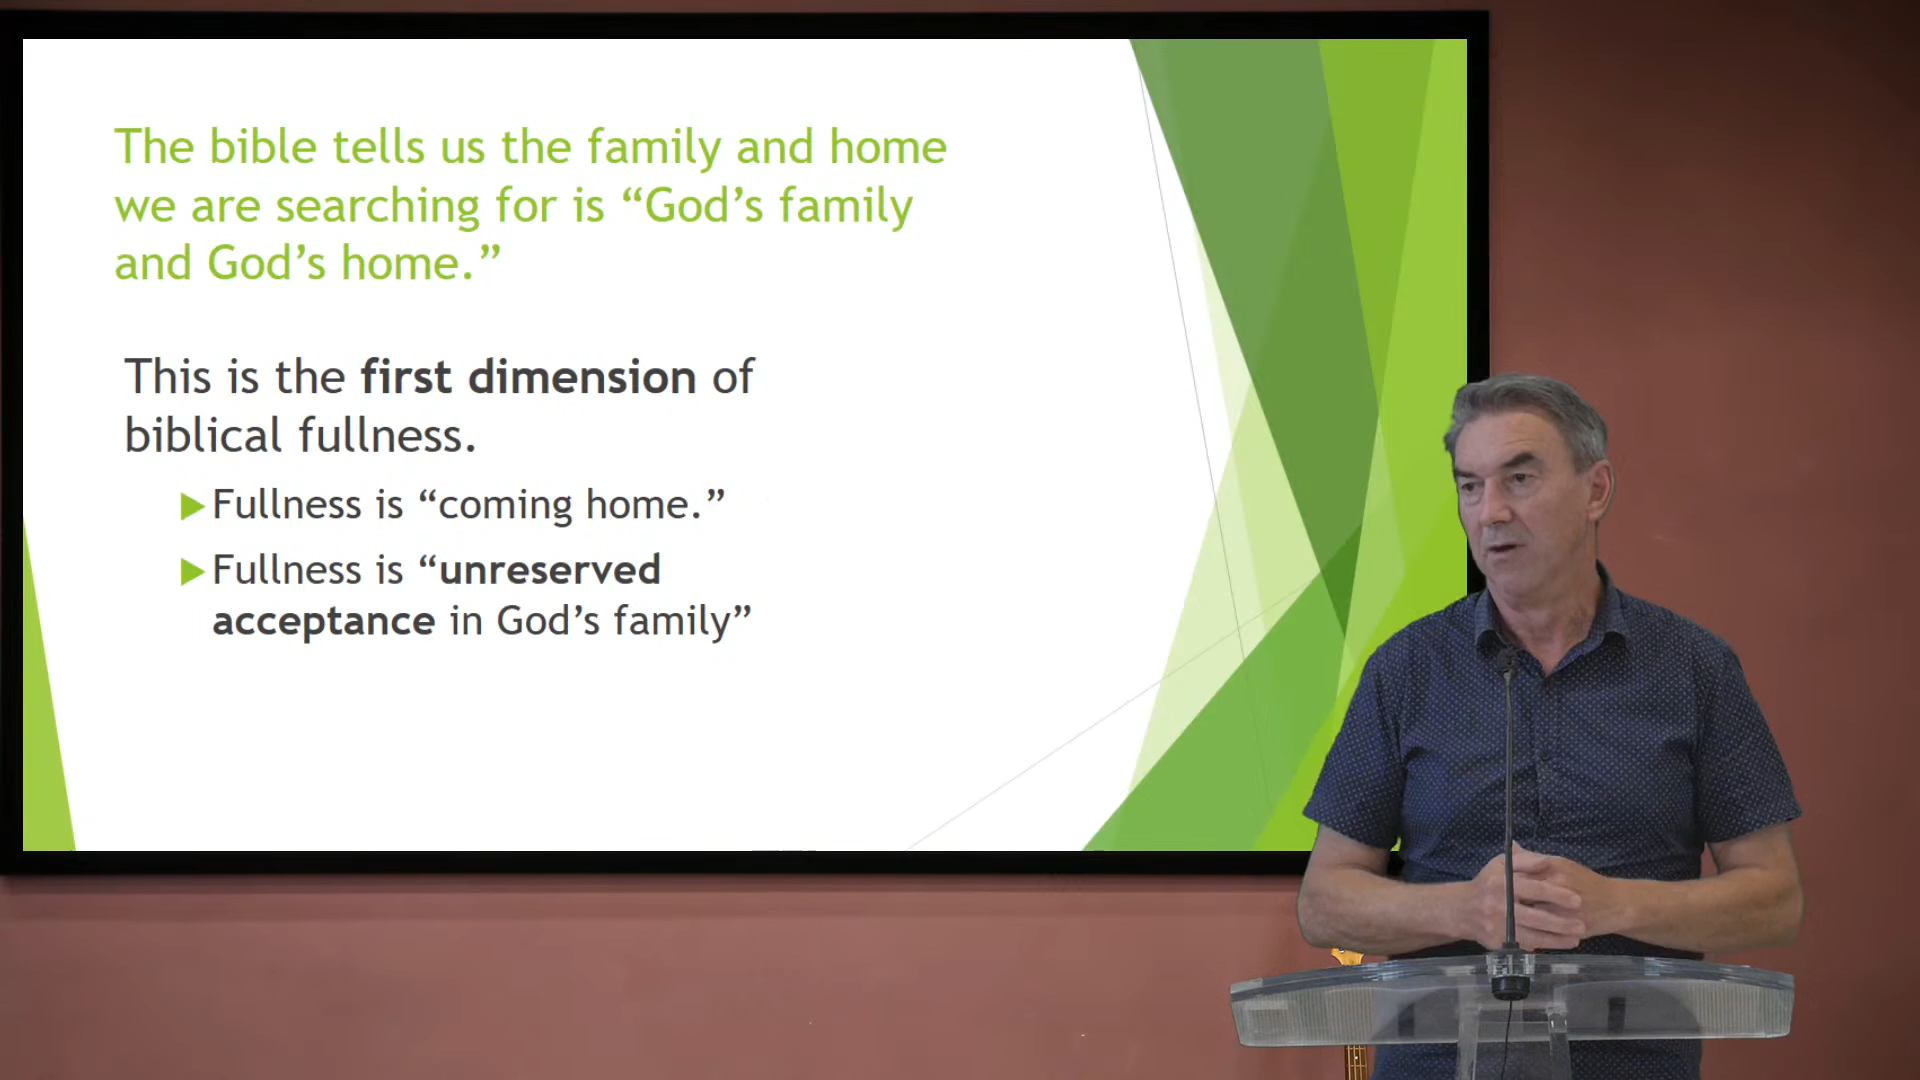 The bible tells us the family and home
we are searching for is “God’s family
and God’s home.”
This is the first dimension of
biblical fullness.
Fullness is “coming home.”
Fullness is “unreserved
acceptance in God’s family”